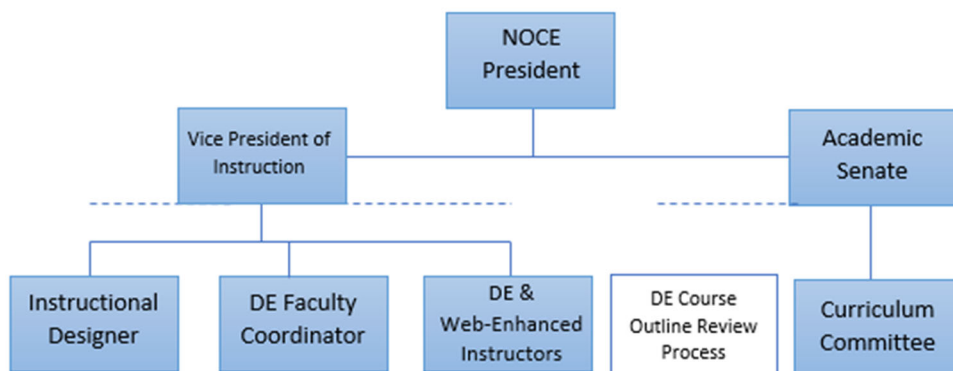 NOCE
President
Vice President of
Instruction
Academic
Senate
Instructional
Designer
DE Faculty
Coordinator
DE &
Web-Enhanced
Instructors
DE Course
Outline Review
Process
Curriculum
Committee